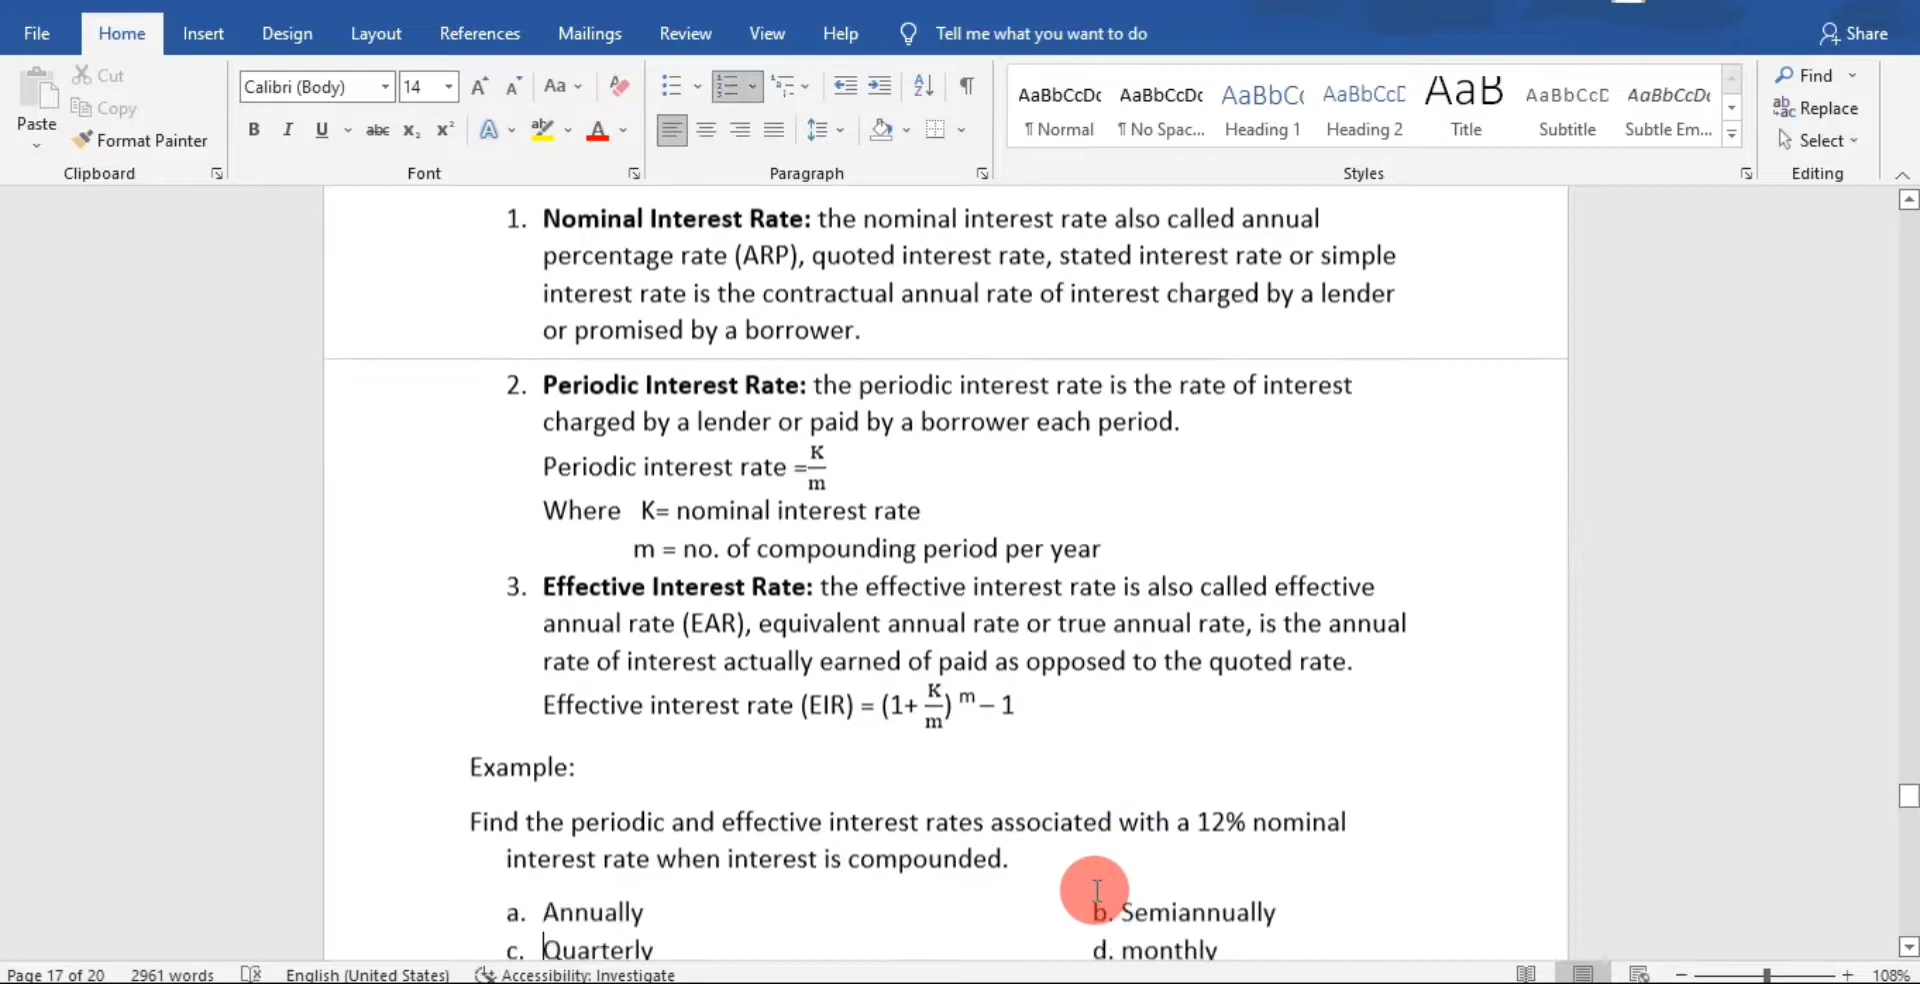 File Home Insert Design Layout References Mailings Review View Help Tell me what you want to do Share
Paste
Cut
Copy
Format Painter
Clipboard
Calibri (Body) 14
Font
Paragraph
AaBbCcDc AaBbCcDc AaBbC( AaBbCcD AaB AaBbCcD AaBbCcDc
¶ Normal ¶ No Spac... Heading 1 Heading 2 Title Subtitle Subtle Em...
Styles
Find
Replace
Select
Editing
1. Nominal Interest Rate: the nominal interest rate also called annual
percentage rate (ARP), quoted interest rate, stated interest rate or simple
interest rate is the contractual annual rate of interest charged by a lender
or promised by a borrower.
2. Periodic Interest Rate: the periodic interest rate is the rate of interest
charged by a lender or paid by a borrower each period.
Periodic interest rate =K/m
Where K= nominal interest rate
m = no. of compounding period per year
3. Effective Interest Rate: the effective interest rate is also called effective
annual rate (EAR), equivalent annual rate or true annual rate, is the annual
rate of interest actually earned of paid as opposed to the quoted rate.
Effective interest rate (EIR) = (1+ K/m) ᵐ – 1
Example:
Find the periodic and effective interest rates associated with a 12% nominal
interest rate when interest is compounded.
a. Annually b. Semiannually
c. Quarterly d. monthly
Page 17 of 20 2961 words English (United States) Accessibility: Investigate 108%